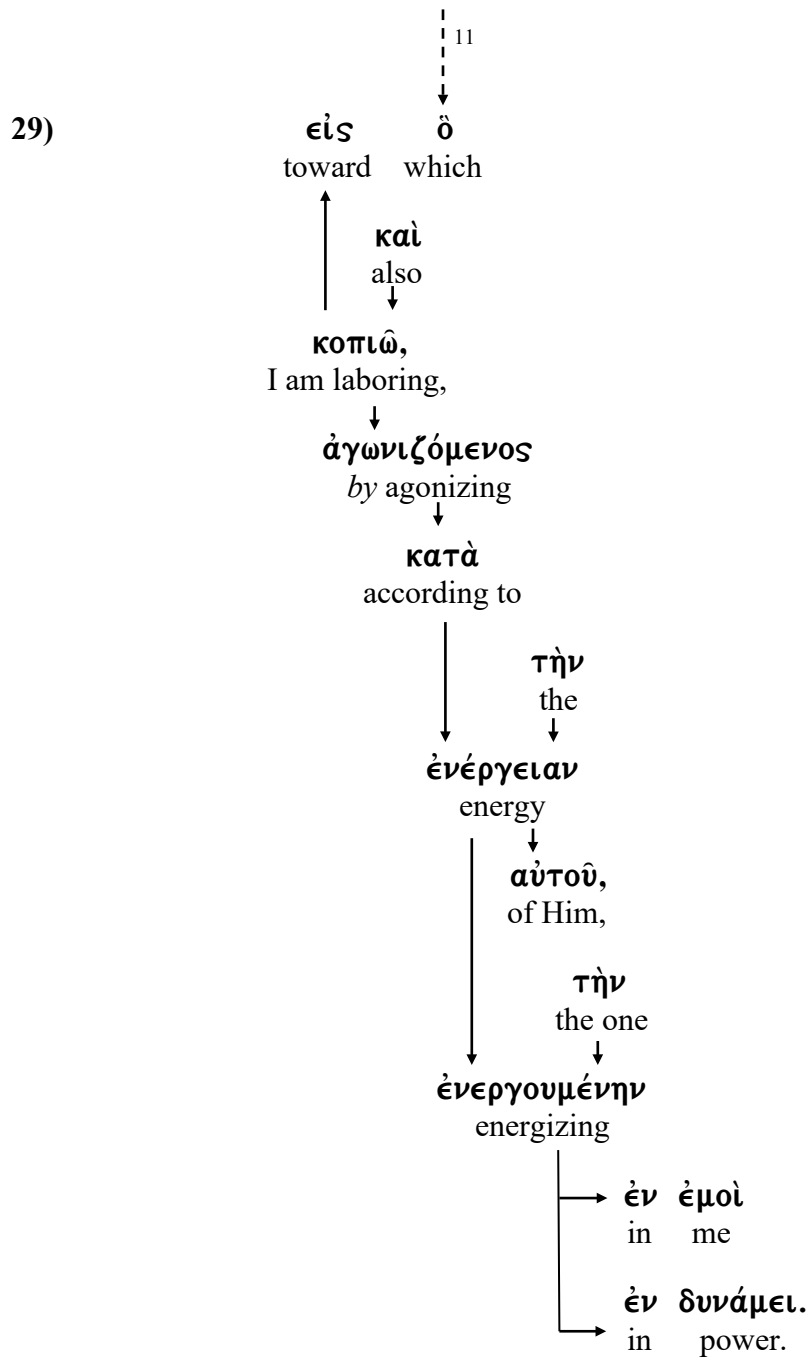 11
29) εἰς ὃ
toward which
καὶ
also
κοπιῶ,
I am laboring,
ἀγωνιζόμενος
by agonizing
κατὰ
according to
τὴν
the
ἐνέργειαν
energy
αὐτοῦ,
of Him,
τὴν
the one
ἐνεργουμένην
energizing
ἐν ἐμοὶ
in me
ἐν δυνάμει.
in power.